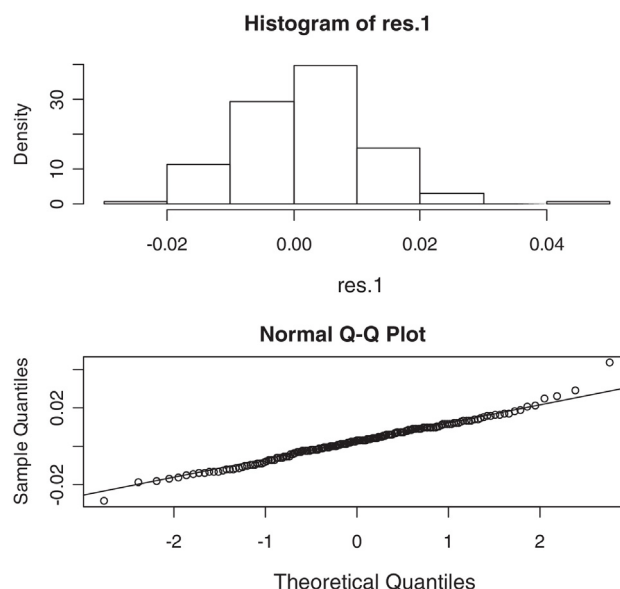 Histogram of res.1
Density
30
10
0
-0.02 0.00 0.02 0.04
res.1
Normal Q-Q Plot
Sample Quantiles
0.02
-0.02
-2 -1 0 1 2
Theoretical Quantiles